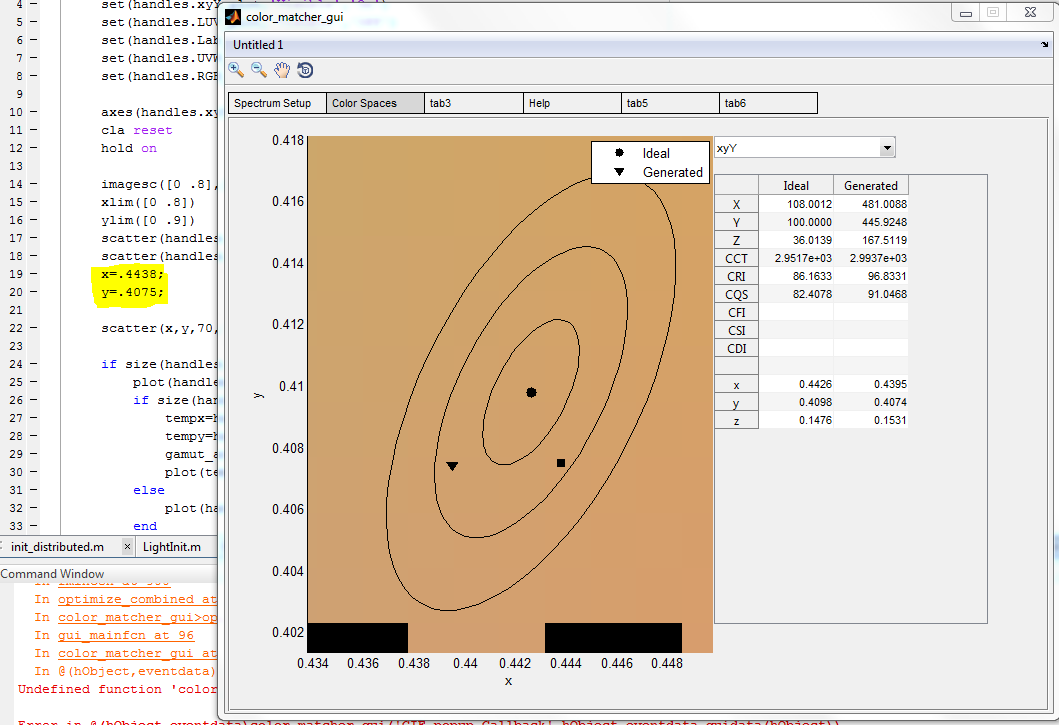 color_matcher_gui
Untitled 1
Spectrum Setup Color Spaces tab3 Help tab5 tab6
4 - set(handles.xyY
5 - set(handles.LUV
6 - set(handles.Lab
7 - set(handles.UVW
8 - set(handles.RGB
9
10 - axes(handles.xy
11 - cla reset
12 - hold on
13
14 - imagesc([0 .8],
15 - xlim([0 .8])
16 - ylim([0 .9])
17 - scatter(handles
18 - scatter(handles
19 - x=.4438;
20 - y=.4075;
21
22 - scatter(x,y,70,
23
24 - if size(handles
25 - plot(handle
26 - if size(han
27 - tempx=h
28 - tempy=h
29 - gamut_a
30 - plot(te
31 - else
32 - plot(ha
33 - end
init_distributed.m × LightInit.m
Command Window
In optimize_combined at
In color_matcher_gui>op
In gui_mainfcn at 96
In color_matcher_gui at
In @(hObject,eventdata)
Undefined function 'color
Error in @(hObject,eventdata)color_matcher_gui('CIE_popup_Callback',hObject,eventdata,guidata(hObject))
0.418
0.416
0.414
0.412
0.41
0.408
0.406
0.404
0.402
y
0.434 0.436 0.438 0.44 0.442 0.444 0.446 0.448
x
Ideal
Generated
xyY
Ideal Generated
X 108.0012 481.0088
Y 100.0000 445.9248
Z 36.0139 167.5119
CCT 2.9517e+03 2.9937e+03
CRI 86.1633 96.8331
CQS 82.4078 91.0468
CFI
CSI
CDI
x 0.4426 0.4395
y 0.4098 0.4074
z 0.1476 0.1531